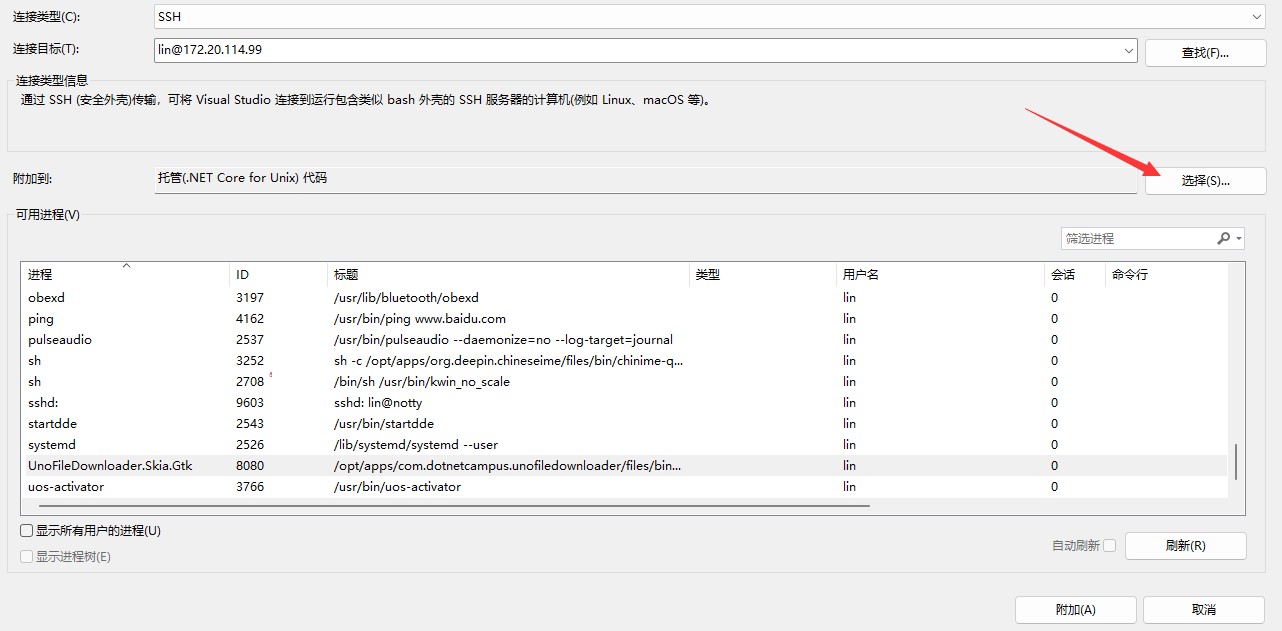 连接类型(C): SSH
连接目标(T): lin@172.20.114.99 查找(F)...
连接类型信息
通过 SSH (安全外壳)传输，可将 Visual Studio 连接到运行包含类似 bash 外壳的 SSH 服务器的计算机(例如 Linux、macOS 等)。
附加到: 托管(.NET Core for Unix) 代码 选择(S)...
可用进程(V)
筛选进程
进程 ID 标题 类型 用户名 会话 命令行
obexd 3197 /usr/lib/bluetooth/obexd lin 0
ping 4162 /usr/bin/ping www.baidu.com lin 0
pulseaudio 2537 /usr/bin/pulseaudio --daemonize=no --log-target=journal lin 0
sh 3252 sh -c /opt/apps/org.deepin.chineseime/files/bin/chinime-q... lin 0
sh 2708 /bin/sh /usr/bin/kwin_no_scale lin 0
sshd: 9603 sshd: lin@notty lin 0
startdde 2543 /usr/bin/startdde lin 0
systemd 2526 /lib/systemd/systemd --user lin 0
UnoFileDownloader.Skia.Gtk 8080 /opt/apps/com.dotnetcampus.unofiledownloader/files/bin... lin 0
uos-activator 3766 /usr/bin/uos-activator lin 0
显示所有用户的进程(U)
显示进程树(E)
自动刷新 刷新(R)
附加(A) 取消